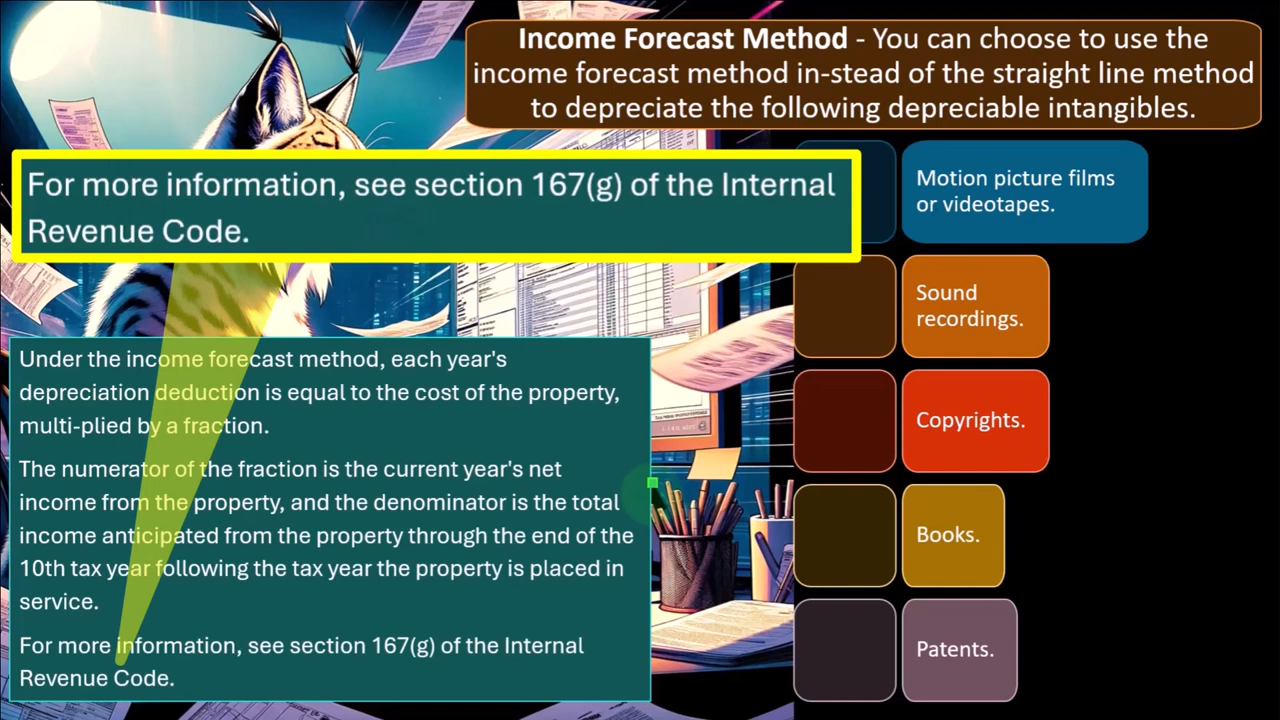 Income Forecast Method - You can choose to use the
income forecast method in-stead of the straight line method
to depreciate the following depreciable intangibles.
For more information, see section 167(g) of the Internal
Revenue Code.
Motion picture films
or videotapes.
Sound
recordings.
Copyrights.
Books.
Patents.
Under the income forecast method, each year's
depreciation deduction is equal to the cost of the property,
multi-plied by a fraction.
The numerator of the fraction is the current year's net
income from the property, and the denominator is the total
income anticipated from the property through the end of the
10th tax year following the tax year the property is placed in
service.
For more information, see section 167(g) of the Internal
Revenue Code.